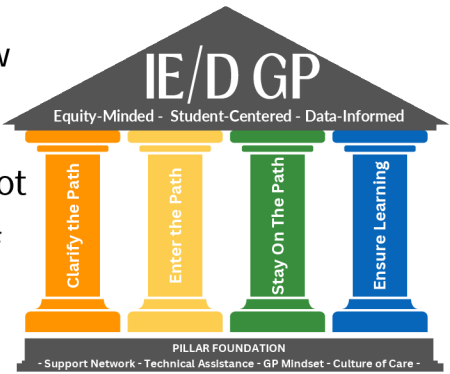 w
IE/D GP
Equity-Minded - Student-Centered - Data-Informed
ot
Clarify the Path
Enter the Path
Stay On The Path
Ensure Learning
PILLAR FOUNDATION
- Support Network - Technical Assistance - GP Mindset - Culture of Care -